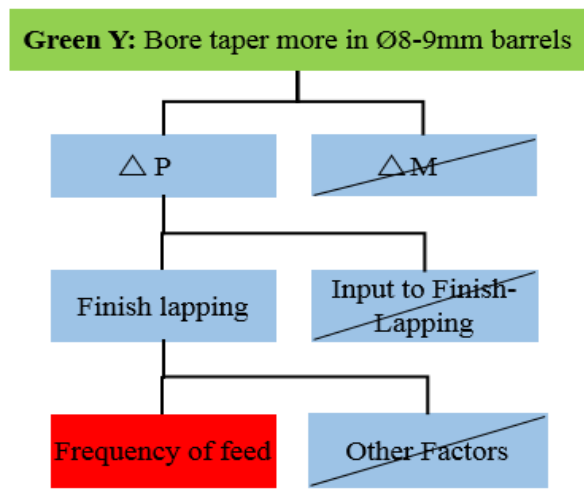 Green Y: Bore taper more in Ø8-9mm barrels
△ P
△ M
Finish lapping
Input to Finish-
Lapping
Frequency of feed
Other Factors